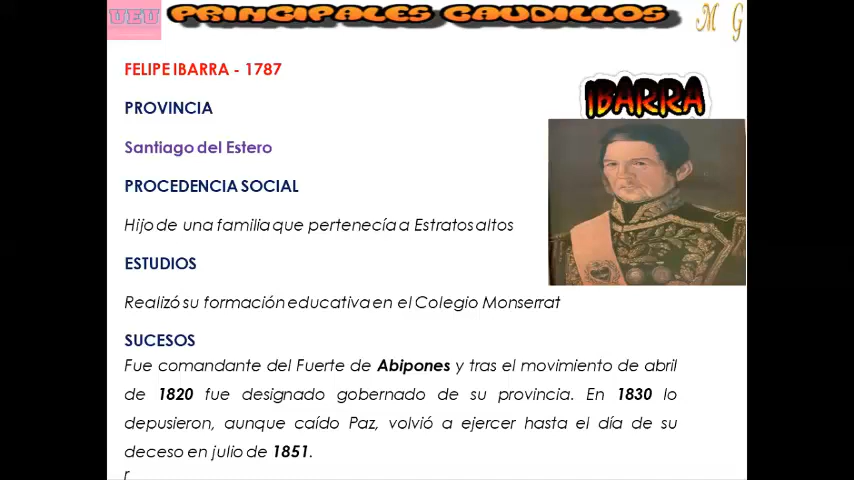 UEU
PRINCIPALES CAUDILLOS
M G
FELIPE IBARRA - 1787
IBARRA
PROVINCIA
Santiago del Estero
PROCEDENCIA SOCIAL
Hijo de una familia que pertenecía a Estratos altos
ESTUDIOS
Realizó su formación educativa en el Colegio Monserrat
SUCESOS
Fue comandante del Fuerte de Abipones y tras el movimiento de abril
de 1820 fue designado gobernado de su provincia. En 1830 lo
depusieron, aunque caído Paz, volvió a ejercer hasta el día de su
deceso en julio de 1851.
r